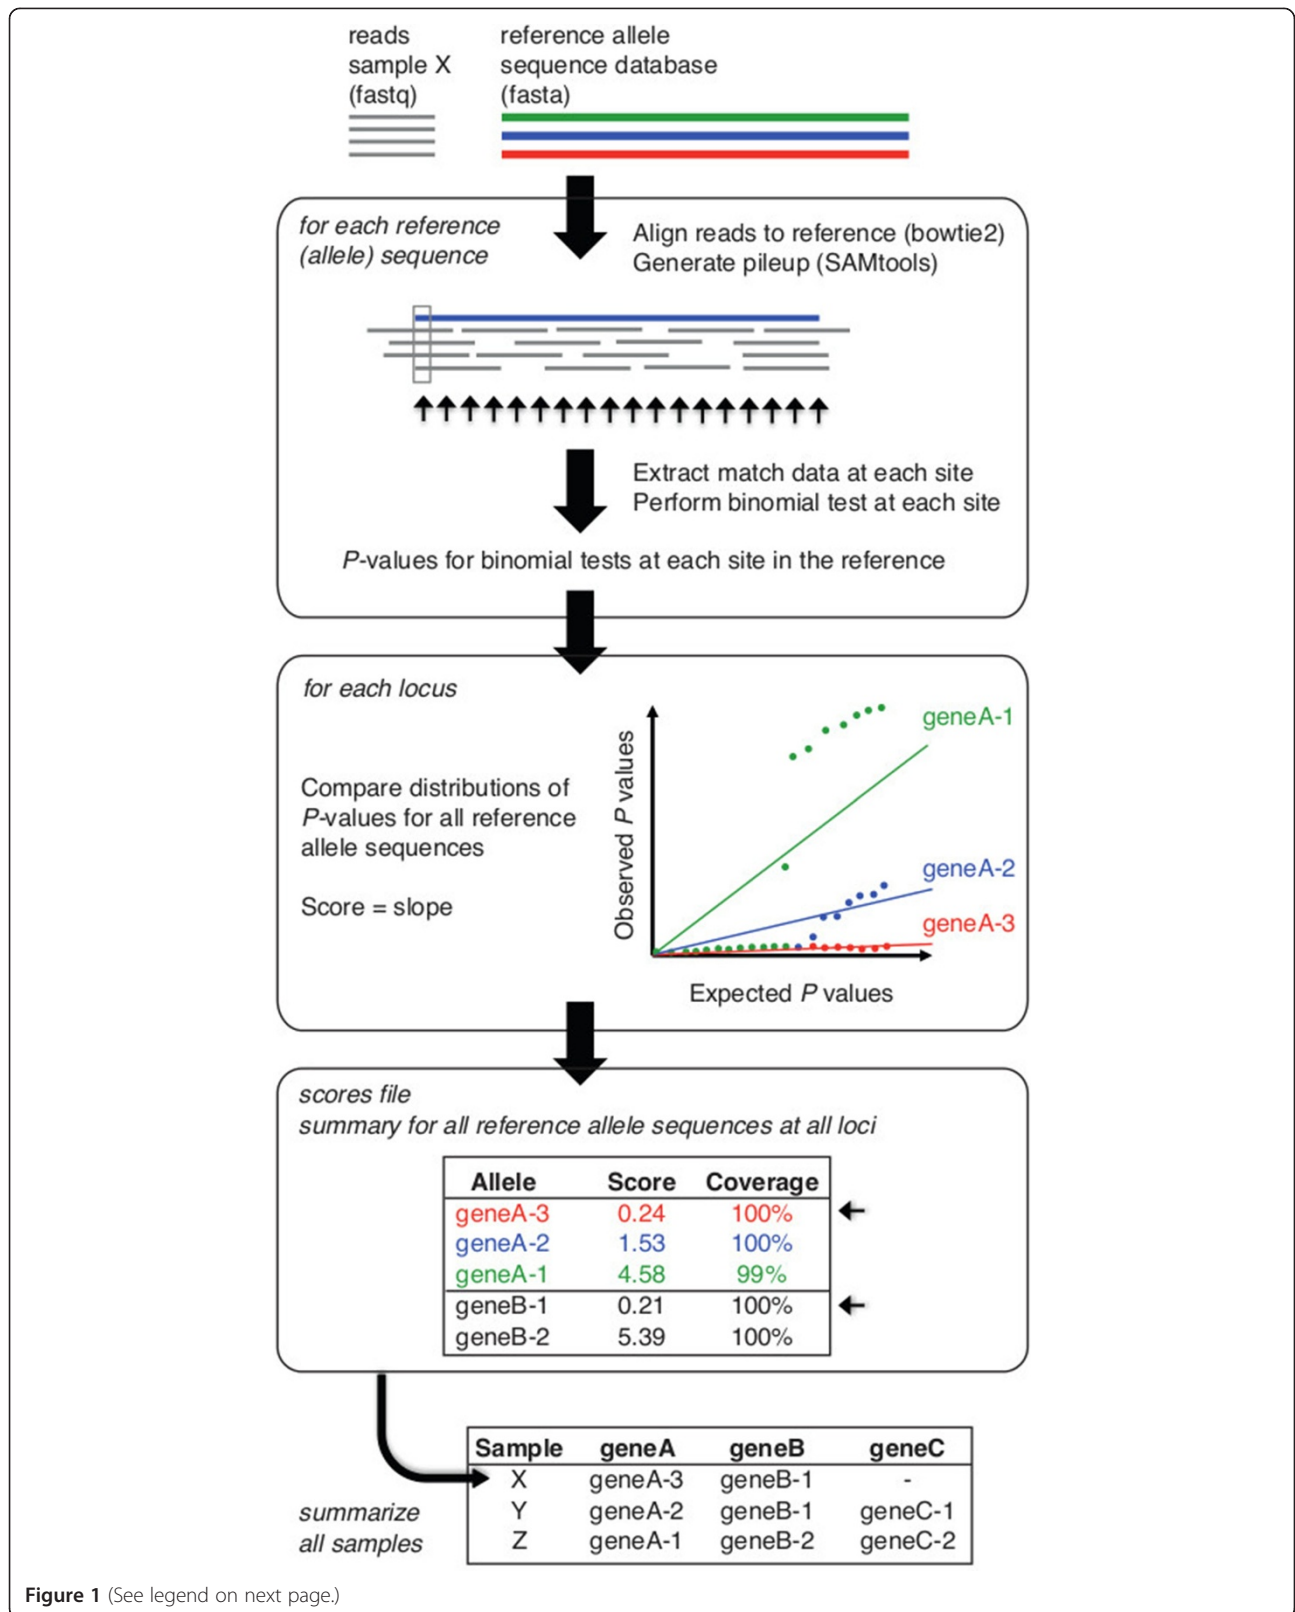 reads
sample X
(fastq)
reference allele
sequence database
(fasta)
for each reference
(allele) sequence
Align reads to reference (bowtie2)
Generate pileup (SAMtools)
Extract match data at each site
Perform binomial test at each site
P-values for binomial tests at each site in the reference
for each locus
Compare distributions of
P-values for all reference
allele sequences
Score = slope
Observed P values
geneA-1
geneA-2
geneA-3
Expected P values
scores file
summary for all reference allele sequences at all loci
Allele Score Coverage
geneA-3 0.24 100%
geneA-2 1.53 100%
geneA-1 4.58 99%
geneB-1 0.21 100%
geneB-2 5.39 100%
summarize
all samples
Sample geneA geneB geneC
X geneA-3 geneB-1 -
Y geneA-2 geneB-1 geneC-1
Z geneA-1 geneB-2 geneC-2
Figure 1 (See legend on next page.)